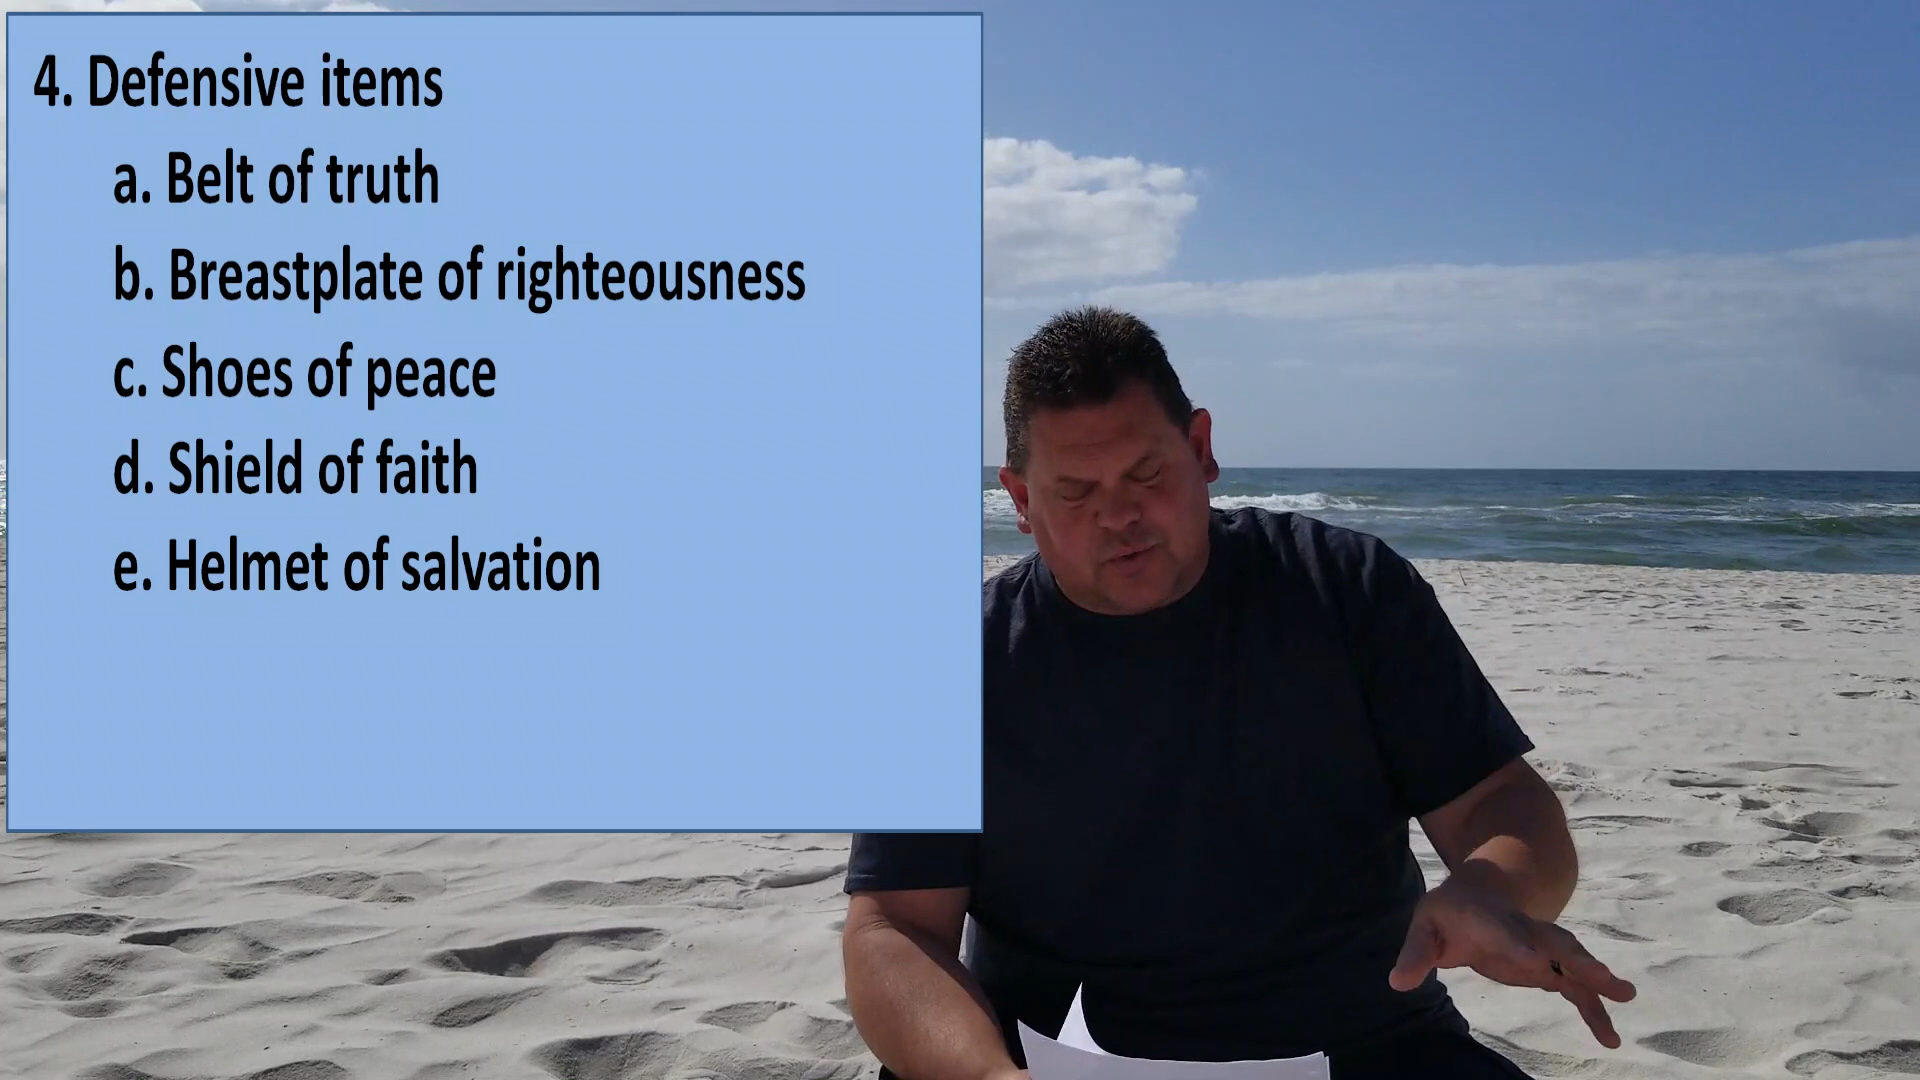 4. Defensive items
a. Belt of truth
b. Breastplate of righteousness
c. Shoes of peace
d. Shield of faith
e. Helmet of salvation